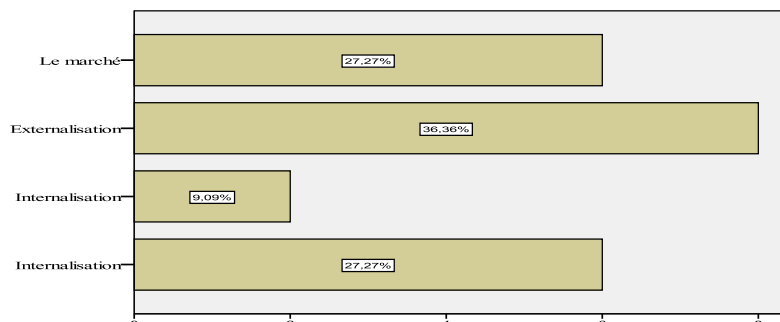 Le marché
27,27%
Externalisation
36,36%
Internalisation
9,09%
Internalisation
27,27%